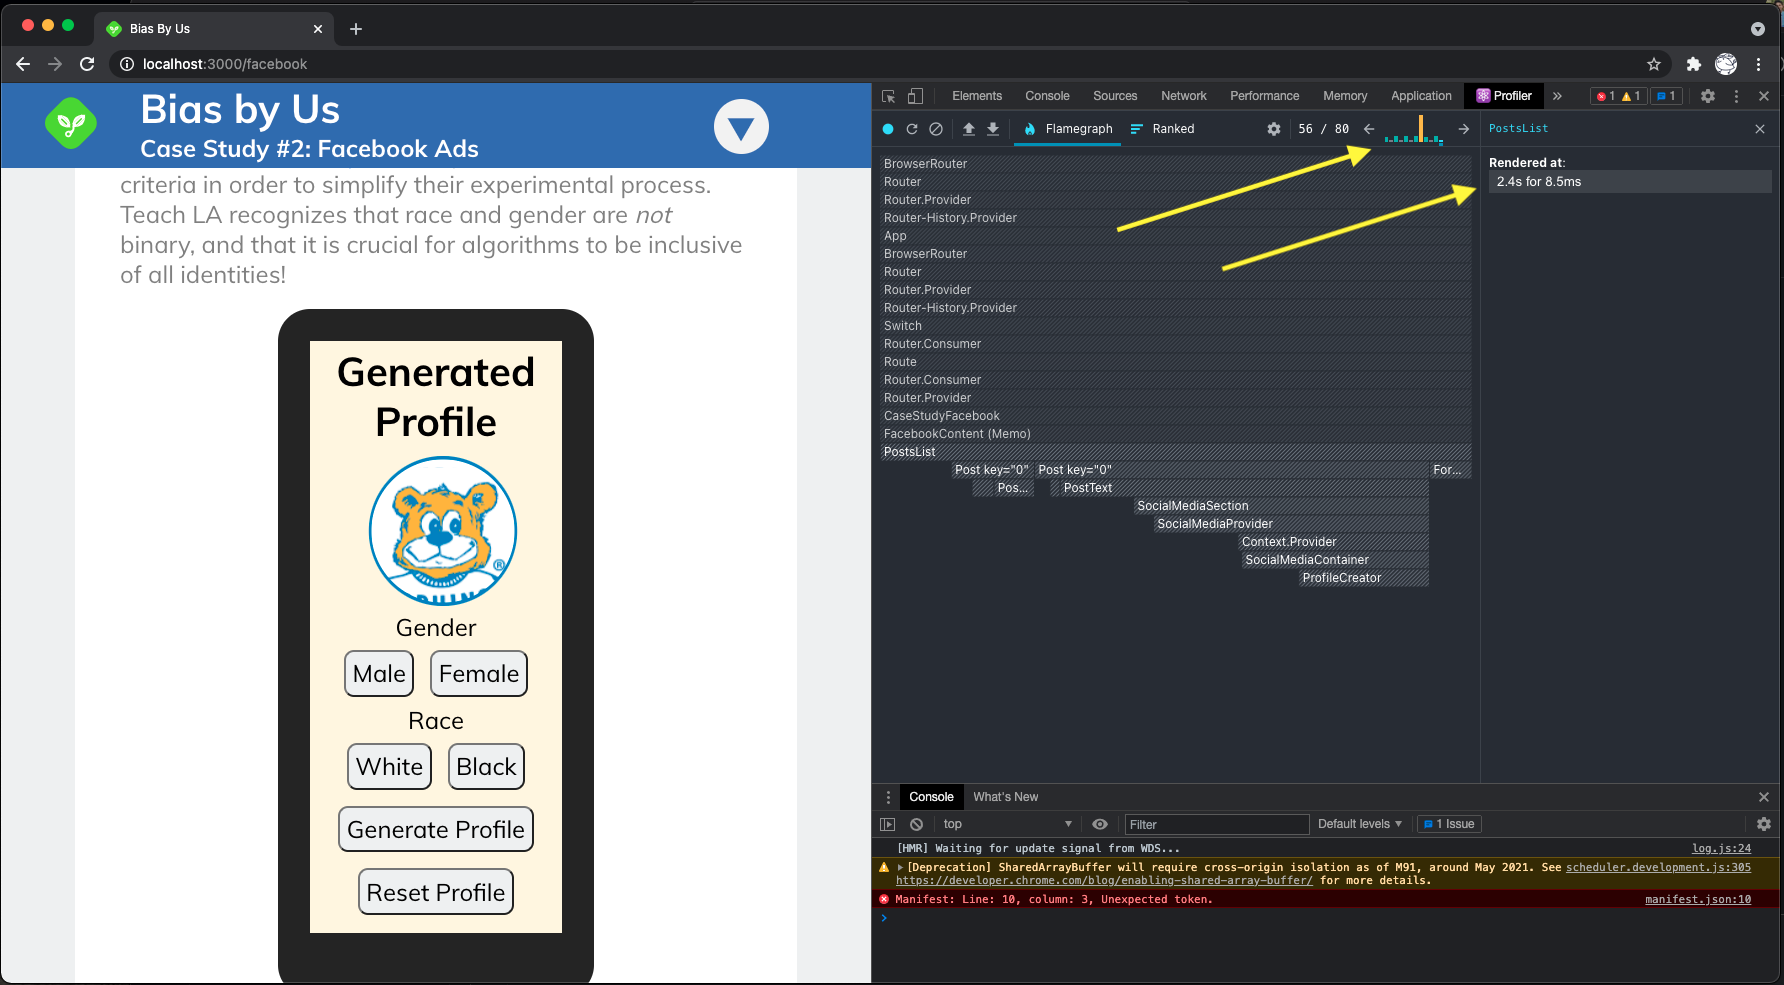 Bias By Us
localhost:3000/facebook
Bias by Us
Case Study #2: Facebook Ads
criteria in order to simplify their experimental process.
Teach LA recognizes that race and gender are not
binary, and that it is crucial for algorithms to be inclusive
of all identities!
Generated
Profile
®
Gender
Male Female
Race
White Black
Generate Profile
Reset Profile
Elements Console Sources Network Performance Memory Application Profiler » 1 1 1
Flamegraph Ranked 56 / 80
BrowserRouter
Router
Router.Provider
Router-History.Provider
App
BrowserRouter
Router
Router.Provider
Router-History.Provider
Switch
Router.Consumer
Route
Router.Consumer
Router.Provider
CaseStudyFacebook
FacebookContent (Memo)
PostsList
Post key="0" Post key="0" For...
Pos... PostText
SocialMediaSection
SocialMediaProvider
Context.Provider
SocialMediaContainer
ProfileCreator
PostsList
Rendered at:
2.4s for 8.5ms
Console What's New
top Filter Default levels 1 Issue
[HMR] Waiting for update signal from WDS... log.js:24
[Deprecation] SharedArrayBuffer will require cross-origin isolation as of M91, around May 2021. See scheduler.development.js:305
https://developer.chrome.com/blog/enabling-shared-array-buffer/ for more details.
Manifest: Line: 10, column: 3, Unexpected token. manifest.json:10